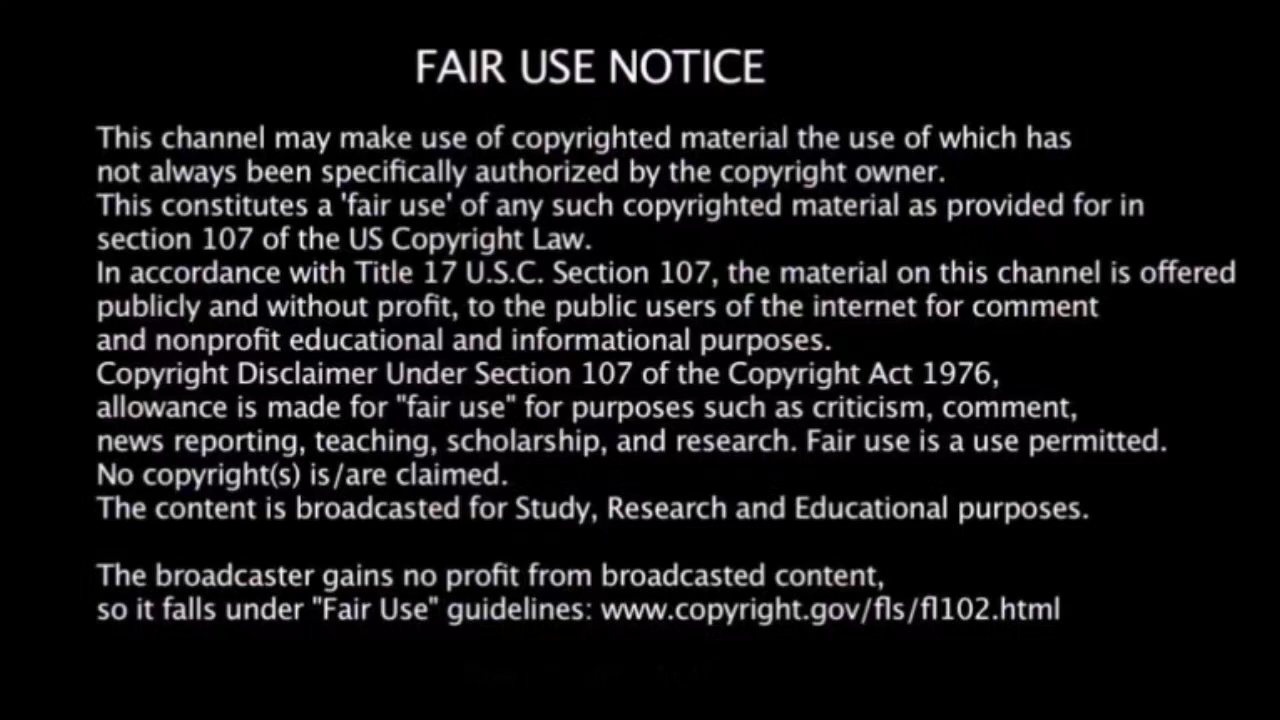 FAIR USE NOTICE
This channel may make use of copyrighted material the use of which has
not always been specifically authorized by the copyright owner.
This constitutes a 'fair use' of any such copyrighted material as provided for in
section 107 of the US Copyright Law.
In accordance with Title 17 U.S.C. Section 107, the material on this channel is offered
publicly and without profit, to the public users of the internet for comment
and nonprofit educational and informational purposes.
Copyright Disclaimer Under Section 107 of the Copyright Act 1976,
allowance is made for "fair use" for purposes such as criticism, comment,
news reporting, teaching, scholarship, and research. Fair use is a use permitted.
No copyright(s) is/are claimed.
The content is broadcasted for Study, Research and Educational purposes.
The broadcaster gains no profit from broadcasted content,
so it falls under "Fair Use" guidelines: www.copyright.gov/fls/fl102.html